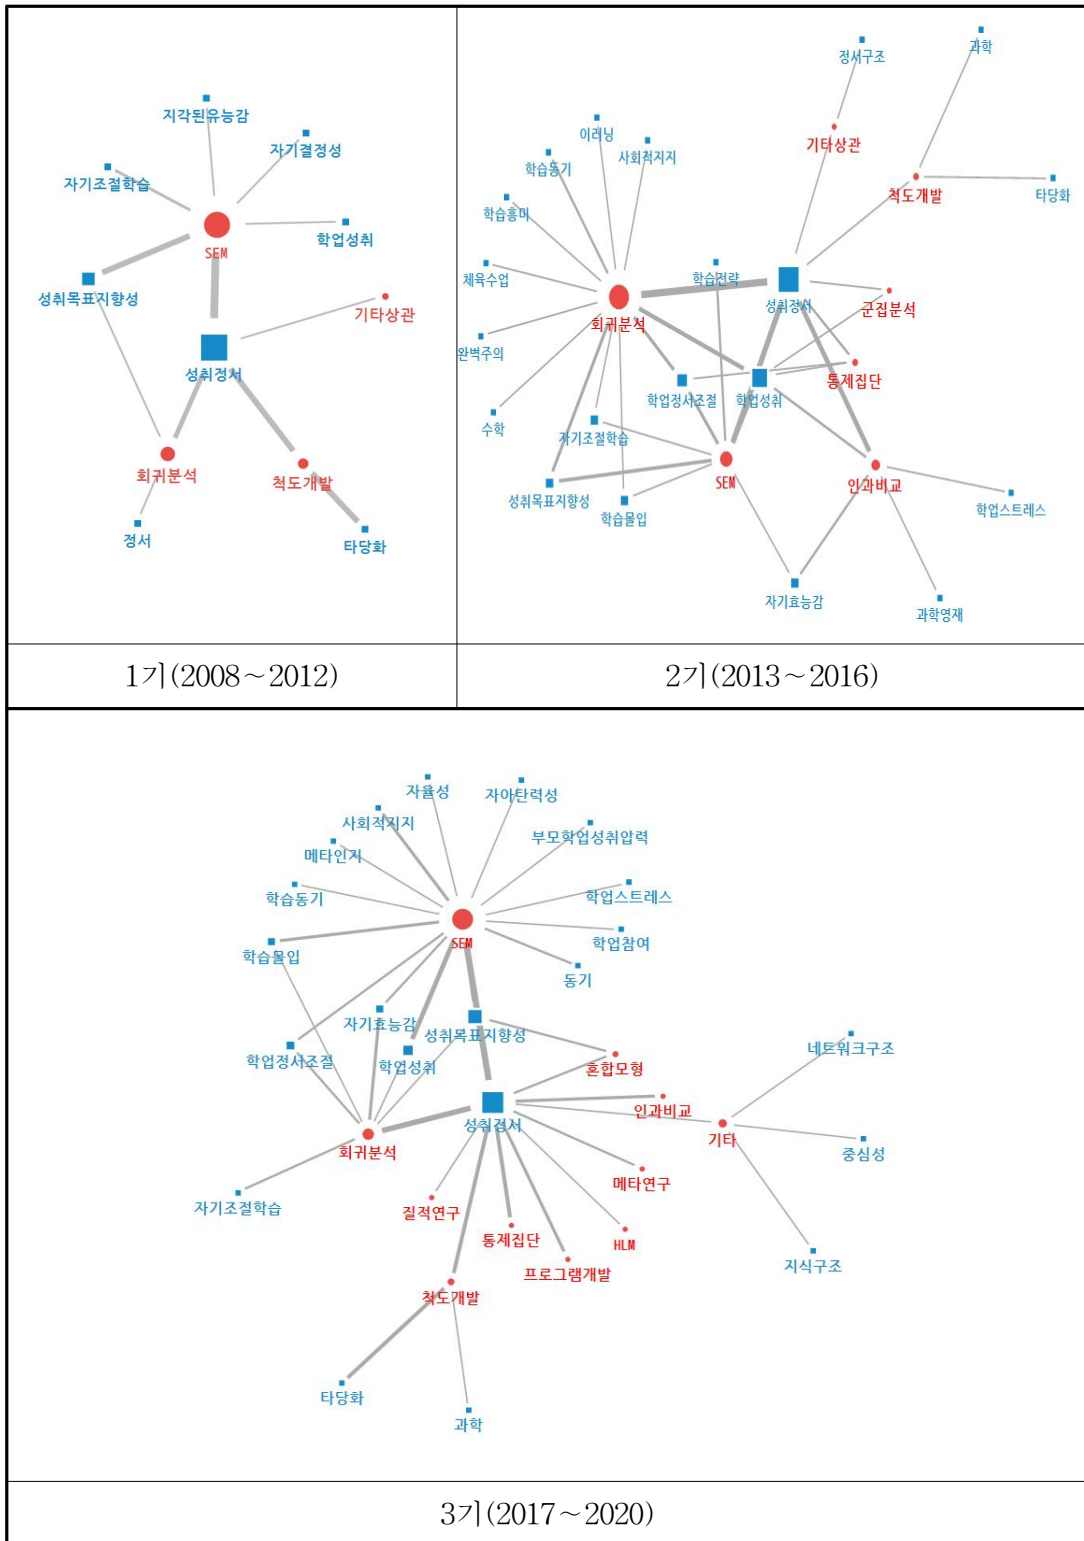 지각된유능감
자기결정성
자기조절학습
SEM
학업성취
성취목표지향성
기타상관
성취정서
회귀분석
척도개발
정서
타당화
1기(2008~2012)
과학
정서구조
이러닝
기타상관
사회적지지
학습동기
척도개발
타당화
학습흥미
체육수업
학습전략
성취정서
군집분석
회귀분석
완벽주의
통제집단
학업정서조절
학업성취
수학
자기조절학습
SEM
인과비교
성취목표지향성
학습몰입
학업스트레스
자기효능감
과학영재
2기(2013~2016)
자율성
자아탄력성
사회적지지
부모학업성취압력
메타인지
학습동기
학업스트레스
SEM
학업참여
학습몰입
동기
자기효능감
성취목표지향성
네트워크구조
학업정서조절
학업성취
혼합모형
인과비교
성취정서
기타
회귀분석
중심성
메타연구
자기조절학습
질적연구
통제집단
HLM
지식구조
프로그램개발
척도개발
타당화
과학
3기(2017~2020)